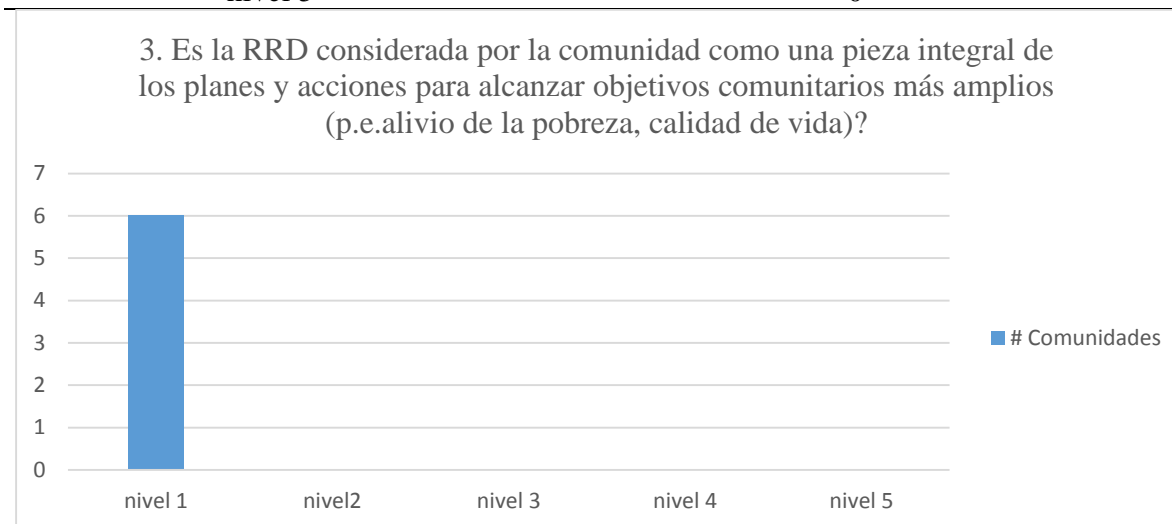 3. Es la RRD considerada por la comunidad como una pieza integral de
los planes y acciones para alcanzar objetivos comunitarios más amplios
(p.e.alivio de la pobreza, calidad de vida)?
7
6
5
4
3
2
1
0
nivel 1
nivel2
nivel 3
nivel 4
nivel 5
# Comunidades